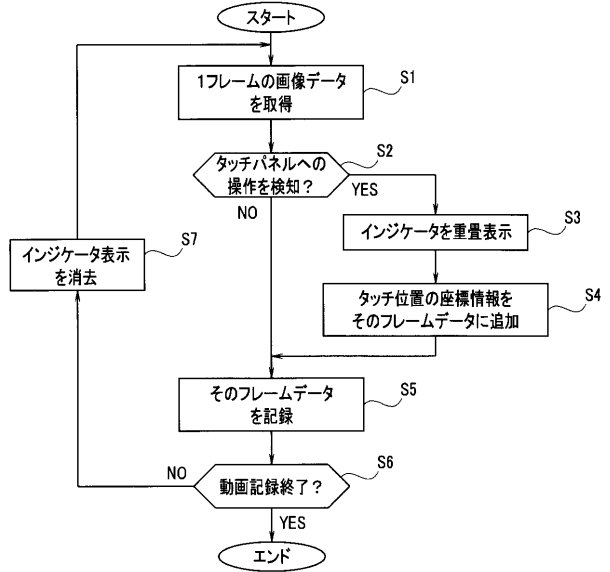 スタート
1フレームの画像データ
を取得
S1
タッチパネルへの
操作を検知?
S2
YES
NO
インジケータを重畳表示
S3
タッチ位置の座標情報を
そのフレームデータに追加
S4
インジケータ表示
を消去
S7
そのフレームデータ
を記録
S5
動画記録終了?
S6
NO
YES
エンド